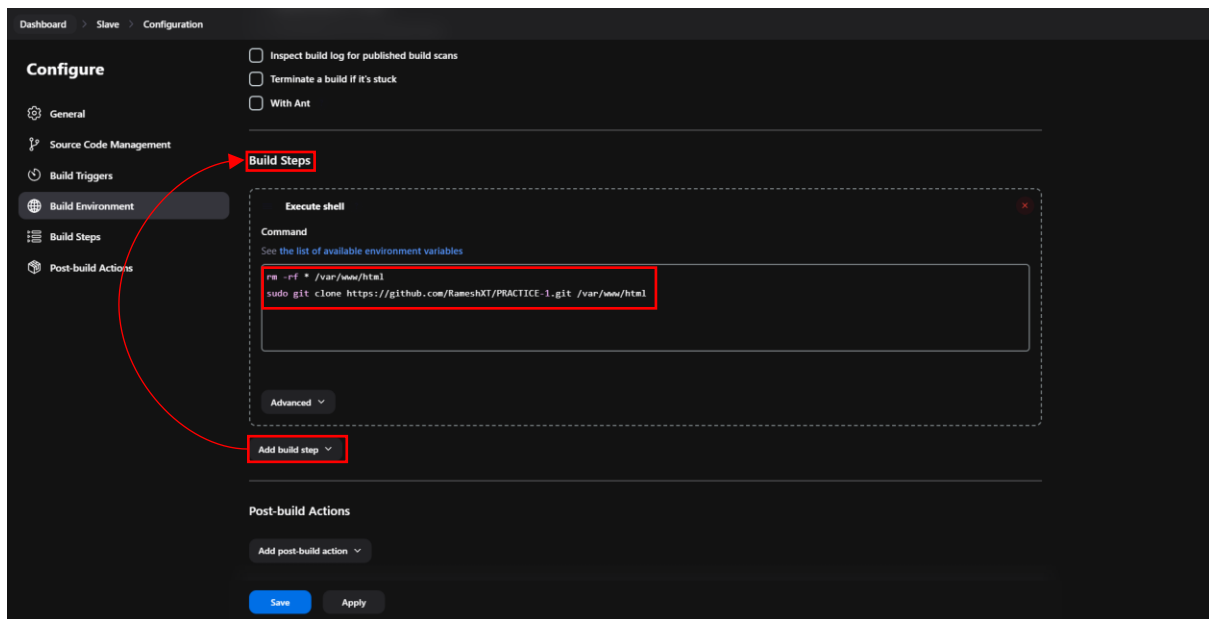 Dashboard > Slave > Configuration
Configure
General
Source Code Management
Build Triggers
Build Environment
Build Steps
Post-build Actions
Inspect build log for published build scans
Terminate a build if it's stuck
With Ant
Build Steps
Execute shell
Command
See the list of available environment variables
rm -rf * /var/www/html
sudo git clone https://github.com/RameshXT/PRACTICE-1.git /var/www/html
Advanced
Add build step
Post-build Actions
Add post-build action
Save Apply